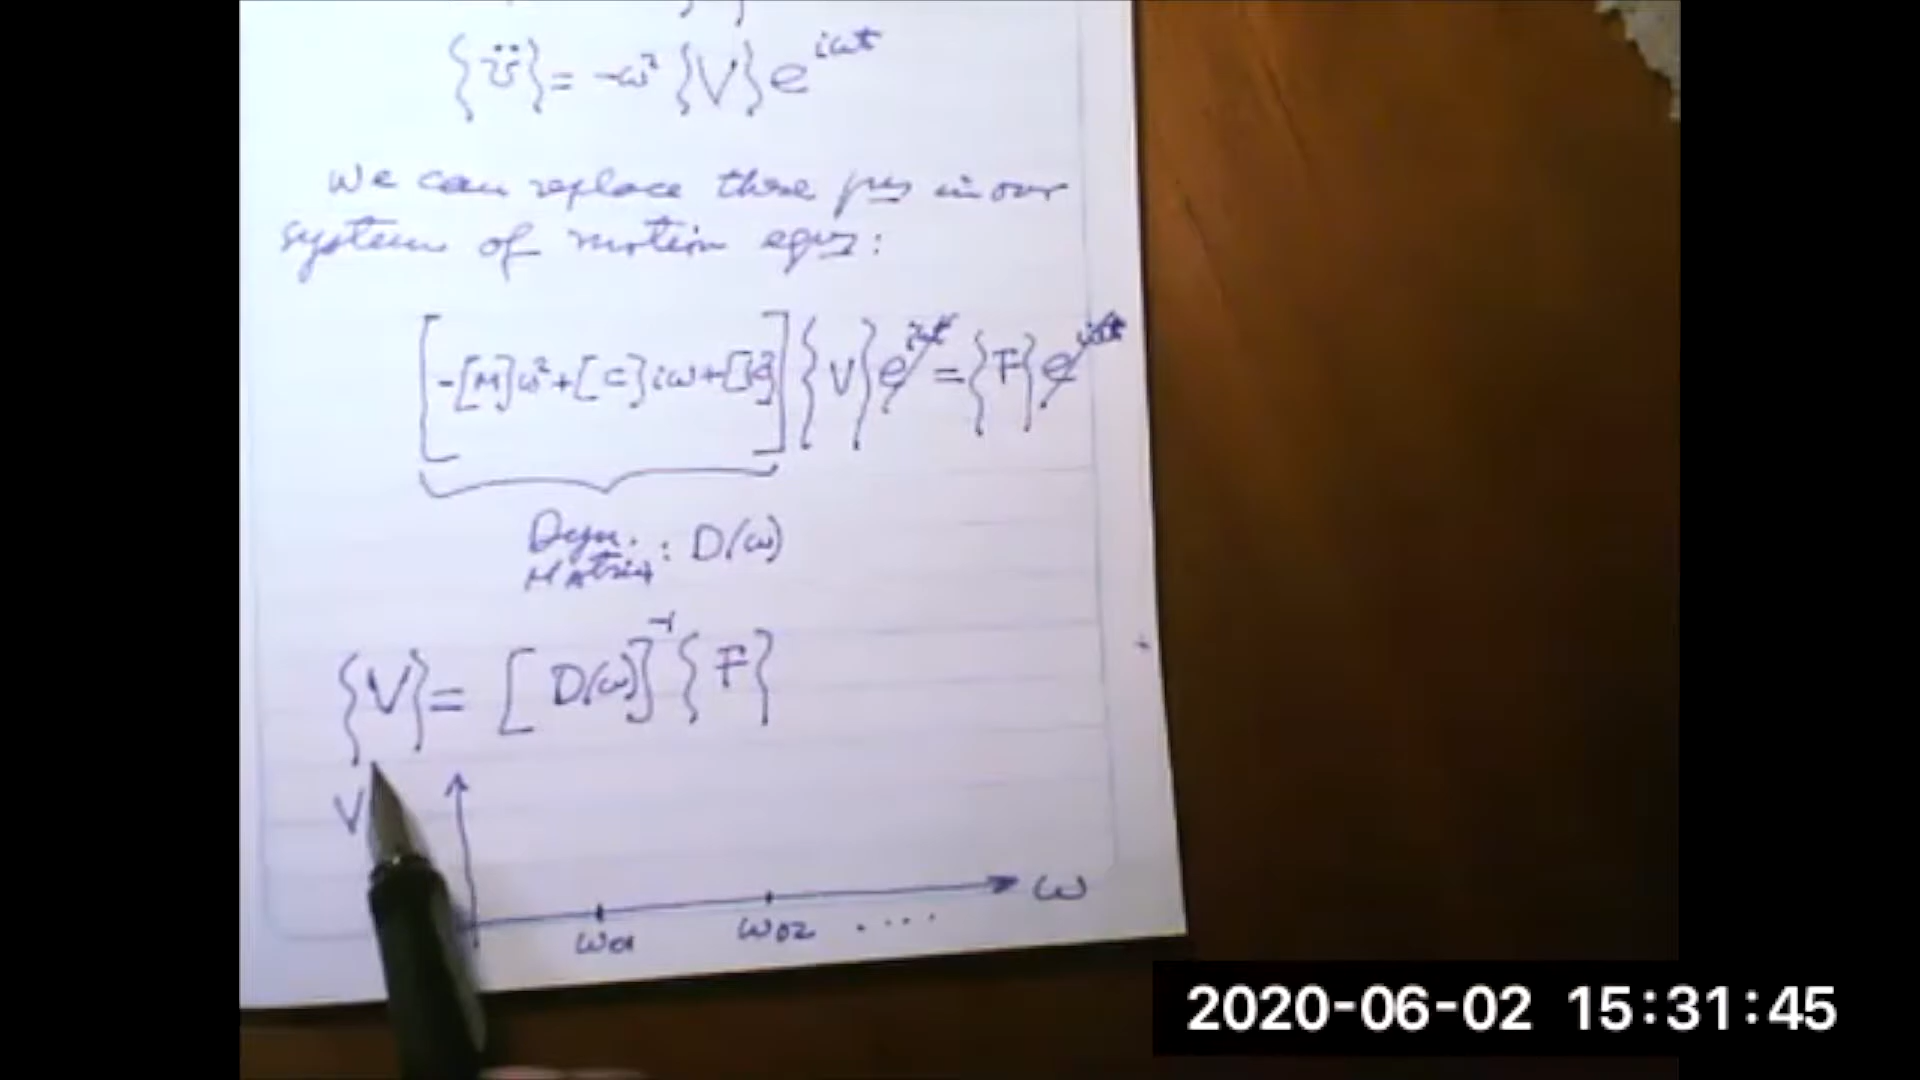 {v̈} = -ω² {V} e^{iωt}
We can replace these in our
system of motion eqns:
[-[M]ω² + [C]iω + [K]] {V} e^{iωt} = {F} e^{iωt}
Dyn. Matrix : D(ω)
{V} = [D(ω)]⁻¹ {F}
V
ω
ω01 ω02 ....
2020-06-02 15:31:45